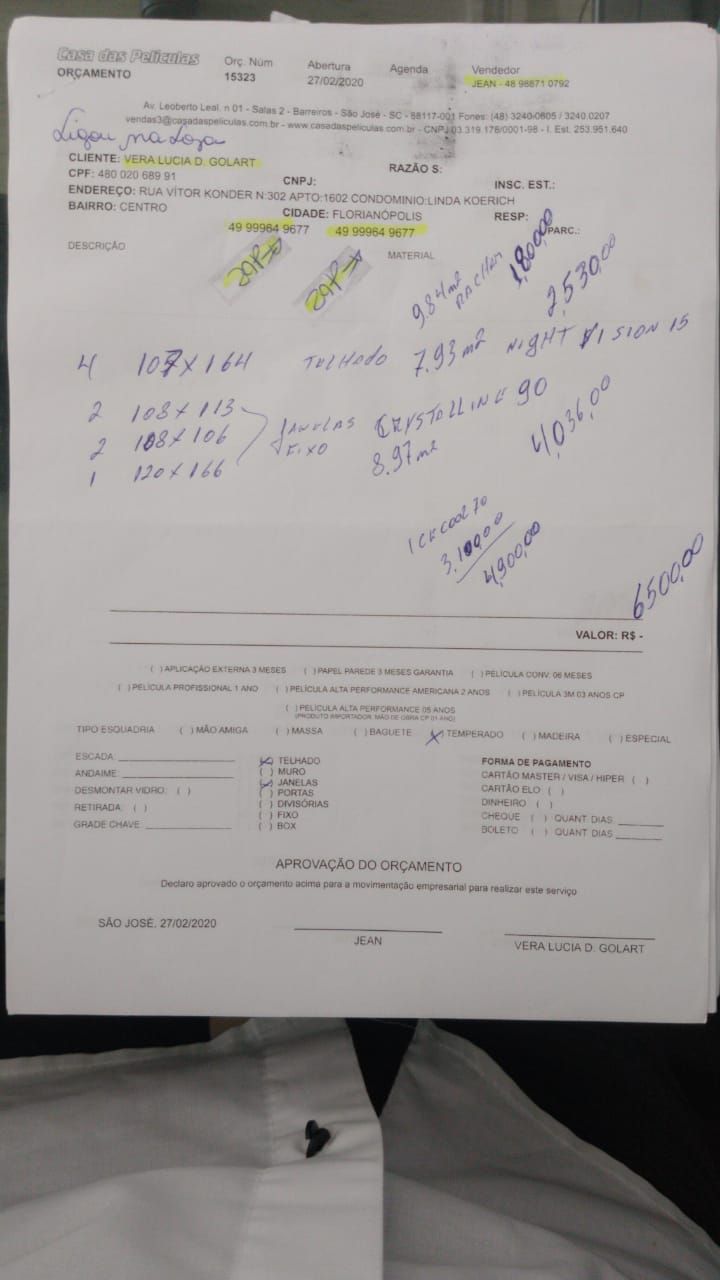 Casa das Películas
ORÇAMENTO
Orç. Núm
15323
Abertura
27/02/2020
Agenda
Vendedor
JEAN - 48 98871 0792
Av. Leoberto Leal. n 01 - Salas 2 - Barreiros - São José - SC - 88117-001 Fones: (48) 3240-0605 / 3240.0207
vendas3@casadaspeliculas.com.br - www.casadaspeliculas.com.br - CNPJ 03.319.178/0001-98 - I. Est. 253.951.640
Ligou na Loja
CLIENTE: VERA LUCIA D. GOLART
RAZÃO S:
CPF: 480 020 689 91
CNPJ:
INSC. EST.:
ENDEREÇO: RUA VÍTOR KONDER N:302 APTO:1602 CONDOMINIO:LINDA KOERICH
BAIRRO: CENTRO
CIDADE: FLORIANÓPOLIS
RESP:
49 99964 9677
49 99964 9677
PARC.:
DESCRIÇÃO
MATERIAL
9.84m²
1,800,00
2,530,00
4 107 x 164 TELHADO 7.93m² NIGHT VISION 15
2 108 x 113
2 108 x 106
1 120 x 166
JANELAS
FIXO
CRYSTALLINE 90
8.97m²
4,036,00
ICECOOL 70
3,100,00
4,900,00
6500,00
VALOR: R$ -
( ) APLICAÇÃO EXTERNA 3 MESES ( ) PAPEL PAREDE 3 MESES GARANTIA ( ) PELÍCULA CONV. 06 MESES
( ) PELÍCULA PROFISSIONAL 1 ANO ( ) PELÍCULA ALTA PERFORMANCE AMERICANA 2 ANOS ( ) PELÍCULA 3M 03 ANOS CP
( ) PELÍCULA ALTA PERFORMANCE 05 ANOS
(PRODUTO IMPORTADOR. MÃO DE OBRA CP 01 ANO)
TIPO ESQUADRIA ( ) MÃO AMIGA ( ) MASSA ( ) BAGUETE (X) TEMPERADO ( ) MADEIRA ( ) ESPECIAL
ESCADA:
ANDAIME:
DESMONTAR VIDRO: ( )
RETIRADA: ( )
GRADE CHAVE:
(X) TELHADO
( ) MURO
(X) JANELAS
( ) PORTAS
( ) DIVISÓRIAS
( ) FIXO
( ) BOX
FORMA DE PAGAMENTO
CARTÃO MASTER / VISA / HIPER ( )
CARTÃO ELO ( )
DINHEIRO ( )
CHEQUE ( ) QUANT DIAS
BOLETO ( ) QUANT DIAS
APROVAÇÃO DO ORÇAMENTO
Declaro aprovado o orçamento acima para a movimentação empresarial para realizar este serviço
SÃO JOSÉ. 27/02/2020
JEAN
VERA LUCIA D. GOLART